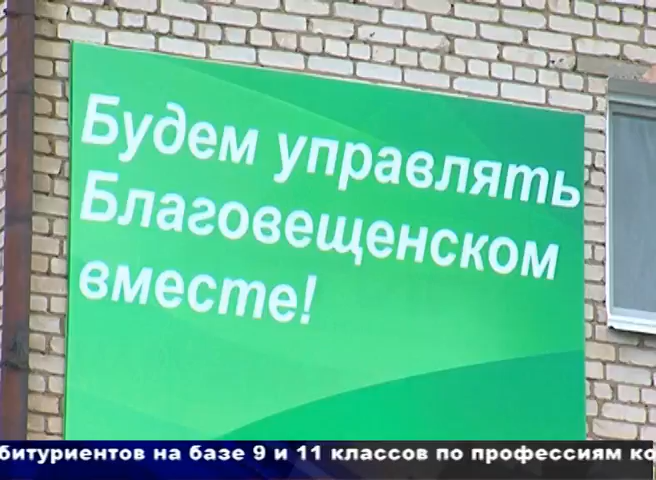 Будем управлять
Благовещенском
вместе!
битуриентов на базе 9 и 11 классов по профессиям ко